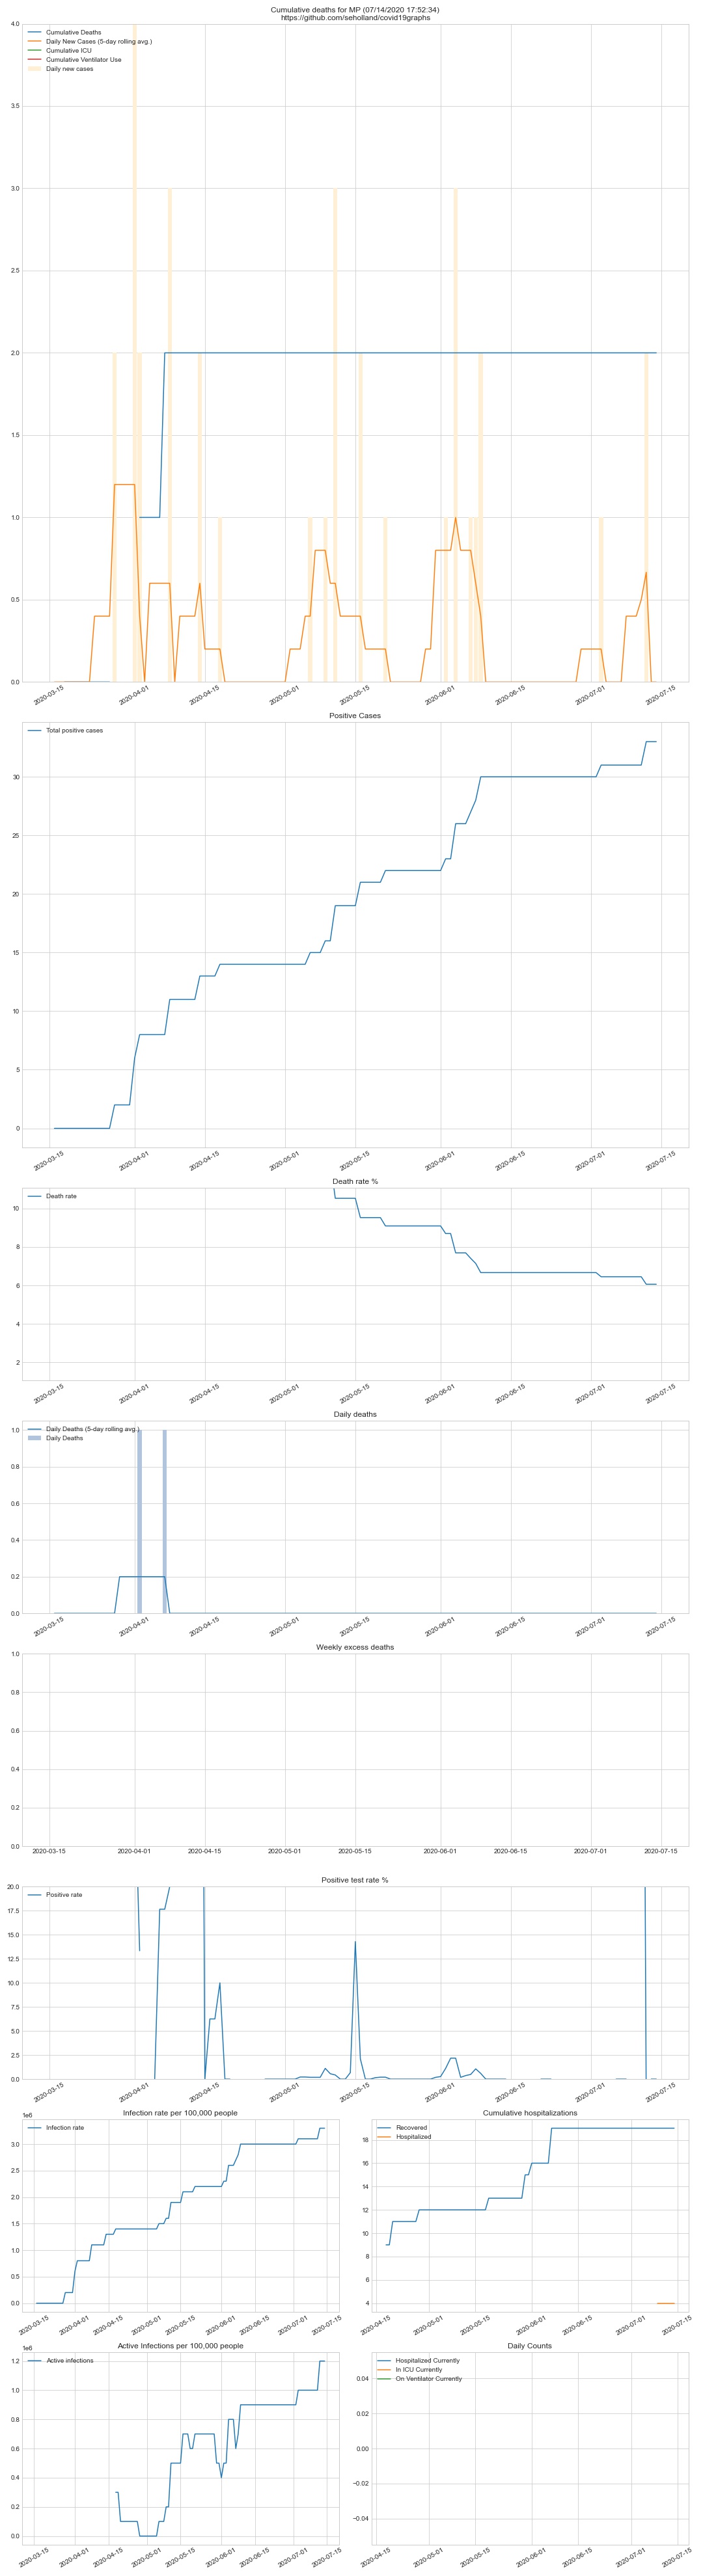 Cumulative deaths for MP (07/14/2020 17:52:34)
https://github.com/seholland/covid19graphs
Cumulative Deaths
Daily New Cases (5-day rolling avg.)
Cumulative ICU
Cumulative Ventilator Use
Daily new cases
4.0
3.5
3.0
2.5
2.0
1.5
1.0
0.5
0.0
2020-03-15 2020-04-01 2020-04-15 2020-05-01 2020-05-15 2020-06-01 2020-06-15 2020-07-01 2020-07-15
Positive Cases
Total positive cases
30
25
20
15
10
5
0
2020-03-15 2020-04-01 2020-04-15 2020-05-01 2020-05-15 2020-06-01 2020-06-15 2020-07-01 2020-07-15
Death rate %
Death rate
10
8
6
4
2
2020-03-15 2020-04-01 2020-04-15 2020-05-01 2020-05-15 2020-06-01 2020-06-15 2020-07-01 2020-07-15
Daily deaths
Daily Deaths (5-day rolling avg.)
Daily Deaths
1.0
0.8
0.6
0.4
0.2
0.0
2020-03-15 2020-04-01 2020-04-15 2020-05-01 2020-05-15 2020-06-01 2020-06-15 2020-07-01 2020-07-15
Weekly excess deaths
1.0
0.8
0.6
0.4
0.2
0.0
2020-03-15 2020-04-01 2020-04-15 2020-05-01 2020-05-15 2020-06-01 2020-06-15 2020-07-01 2020-07-15
Positive test rate %
Positive rate
20.0
17.5
15.0
12.5
10.0
7.5
5.0
2.5
0.0
2020-03-15 2020-04-01 2020-04-15 2020-05-01 2020-05-15 2020-06-01 2020-06-15 2020-07-01 2020-07-15
Infection rate per 100,000 people
1e6
Infection rate
3.0
2.5
2.0
1.5
1.0
0.5
0.0
2020-03-15 2020-04-01 2020-04-15 2020-05-01 2020-05-15 2020-06-01 2020-06-15 2020-07-01 2020-07-15
Cumulative hospitalizations
Recovered
Hospitalized
18
16
14
12
10
8
6
4
2020-04-15 2020-05-01 2020-05-15 2020-06-01 2020-06-15 2020-07-01 2020-07-15
Active Infections per 100,000 people
1e6
Active infections
1.2
1.0
0.8
0.6
0.4
0.2
0.0
2020-03-15 2020-04-01 2020-04-15 2020-05-01 2020-05-15 2020-06-01 2020-06-15 2020-07-01 2020-07-15
Daily Counts
Hospitalized Currently
In ICU Currently
On Ventilator Currently
0.04
0.02
0.00
−0.02
−0.04
2020-04-15 2020-05-01 2020-05-15 2020-06-01 2020-06-15 2020-07-01 2020-07-15